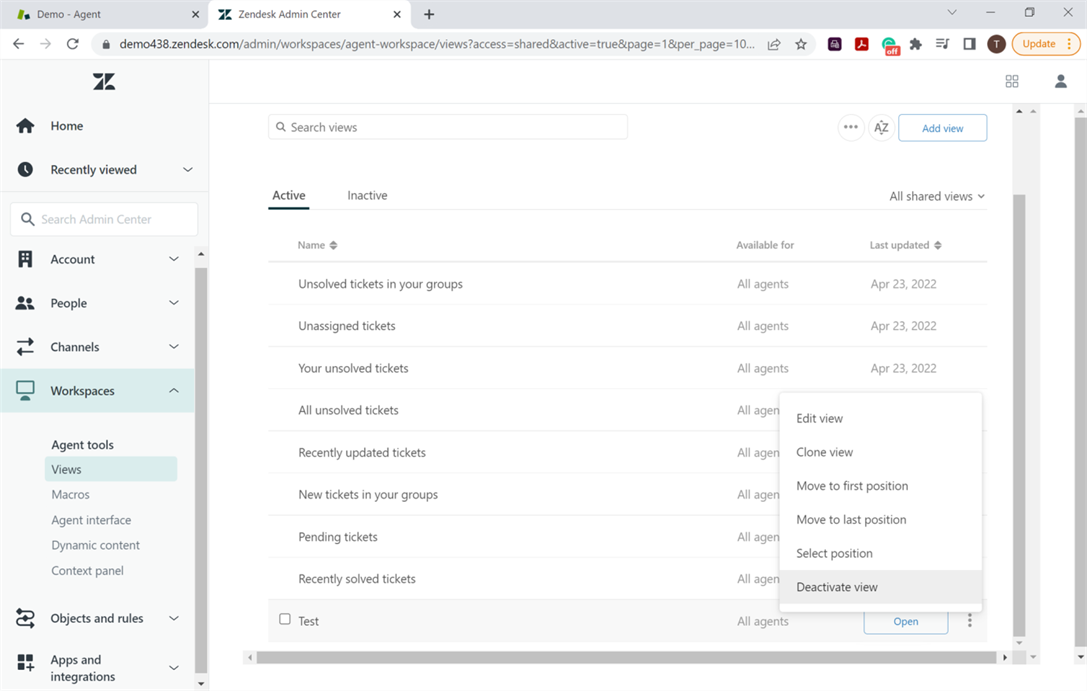 Demo - Agent
Zendesk Admin Center
demo438.zendesk.com/admin/workspaces/agent-workspace/views?access=shared&active=true&page=1&per_page=10...
off
T
Update
Home
Recently viewed
Search Admin Center
Account
People
Channels
Workspaces
Agent tools
Views
Macros
Agent interface
Dynamic content
Context panel
Objects and rules
Apps and
integrations
Search views
AZ
Add view
Active
Inactive
All shared views
Name
Available for
Last updated
Unsolved tickets in your groups
All agents
Apr 23, 2022
Unassigned tickets
All agents
Apr 23, 2022
Your unsolved tickets
All agents
Apr 23, 2022
All unsolved tickets
All agen
Recently updated tickets
All agen
New tickets in your groups
All agen
Pending tickets
All agen
Recently solved tickets
All agen
Test
All agents
Open
Edit view
Clone view
Move to first position
Move to last position
Select position
Deactivate view